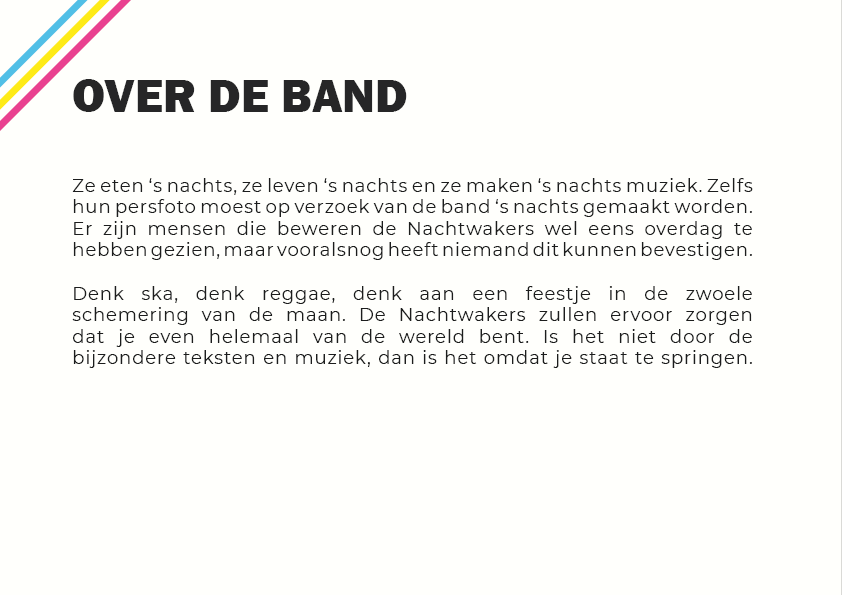 OVER DE BAND
Ze eten ‘s nachts, ze leven ‘s nachts en ze maken ‘s nachts muziek. Zelfs
hun persfoto moest op verzoek van de band ‘s nachts gemaakt worden.
Er zijn mensen die beweren de Nachtwakers wel eens overdag te
hebben gezien, maar vooralsnog heeft niemand dit kunnen bevestigen.
Denk ska, denk reggae, denk aan een feestje in de zwoele
schemering van de maan. De Nachtwakers zullen ervoor zorgen
dat je even helemaal van de wereld bent. Is het niet door de
bijzondere teksten en muziek, dan is het omdat je staat te springen.